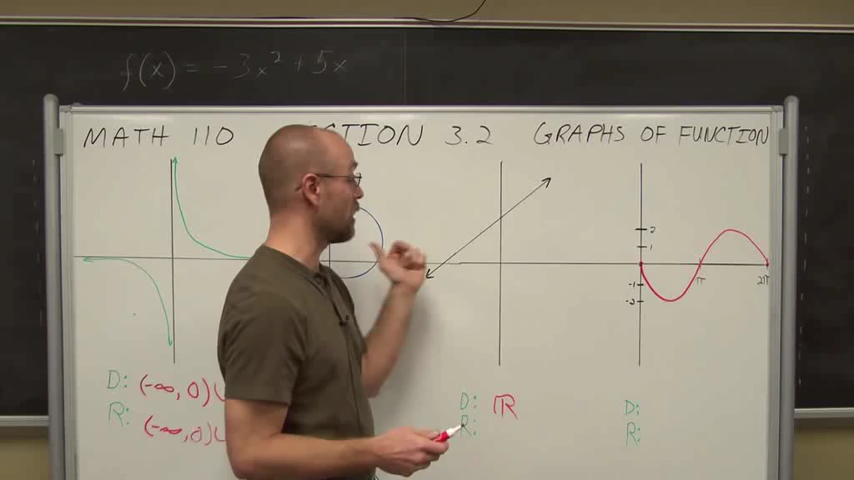 f(x) = -3x² + 5x
MATH 110 CTION 3.2 GRAPHS OF FUNCTION
2
1
-1
-2
π
2π
D: (-∞, 0) ∪
R: (-∞, 0) ∪
D: ℝ
R:
D:
R: